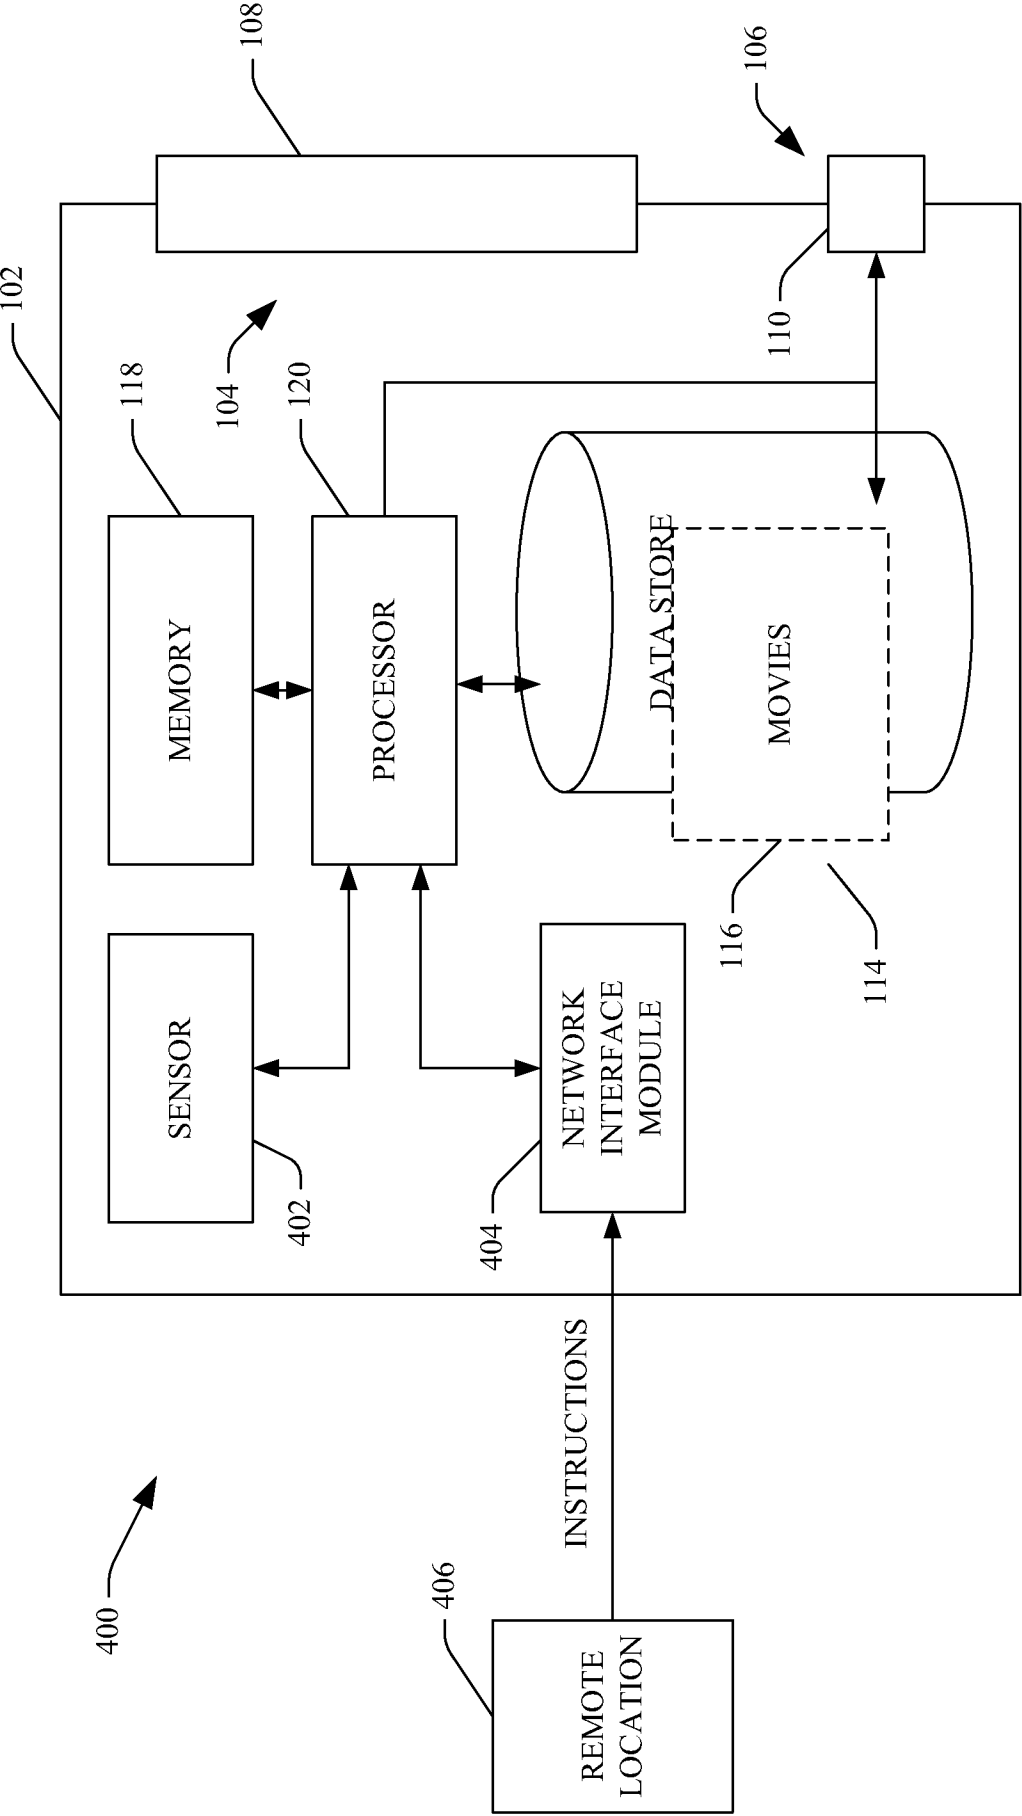 400
102
118
104
108
120
106
110
MEMORY
SENSOR
PROCESSOR
402
404
NETWORK
INTERFACE
MODULE
DATA STORE
MOVIES
116
114
INSTRUCTIONS
406
REMOTE
LOCATION